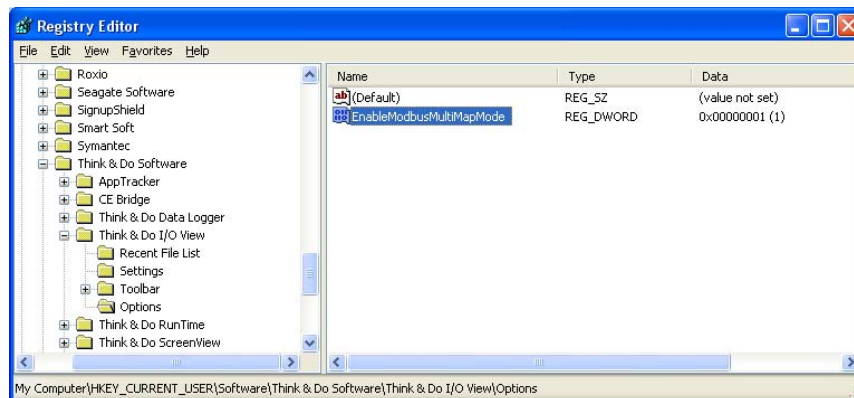 Registry Editor
File Edit View Favorites Help
Roxio
Seagate Software
SignupShield
Smart Soft
Symantec
Think & Do Software
AppTracker
CE Bridge
Think & Do Data Logger
Think & Do I/O View
Recent File List
Settings
Toolbar
Options
Think & Do RunTime
Think & Do ScreenView
Name Type Data
ab (Default) REG_SZ (value not set)
EnableModbusMultiMapMode REG_DWORD 0x00000001 (1)
My Computer\HKEY_CURRENT_USER\Software\Think & Do Software\Think & Do I/O View\Options